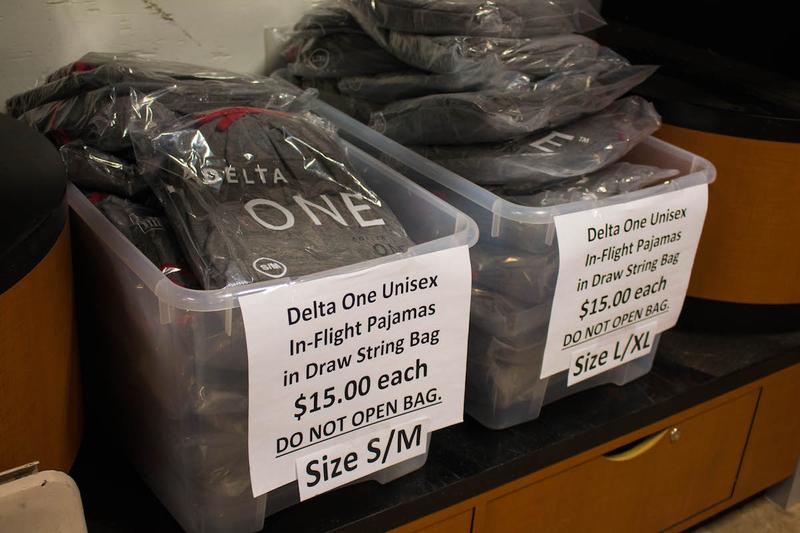 DELTA
ONE
S/M
Delta One Unisex
In-Flight Pajamas
in Draw String Bag
$15.00 each
DO NOT OPEN BAG.
Size S/M
E™
Delta One Unisex
In-Flight Pajamas
in Draw String Bag
$15.00 each
DO NOT OPEN BAG.
Size L/XL